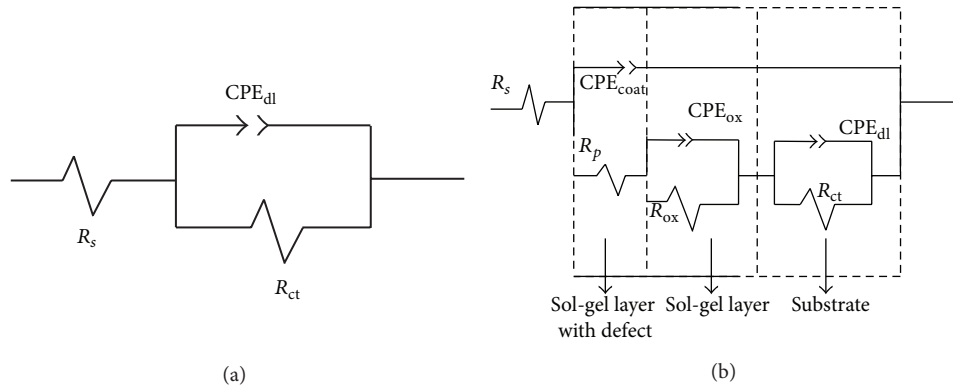 CPE_dl
R_s
R_ct
(a)
R_s
CPE_coat
CPE_ox
CPE_dl
R_p
R_ox
R_ct
Sol-gel layer
with defect
Sol-gel layer
Substrate
(b)